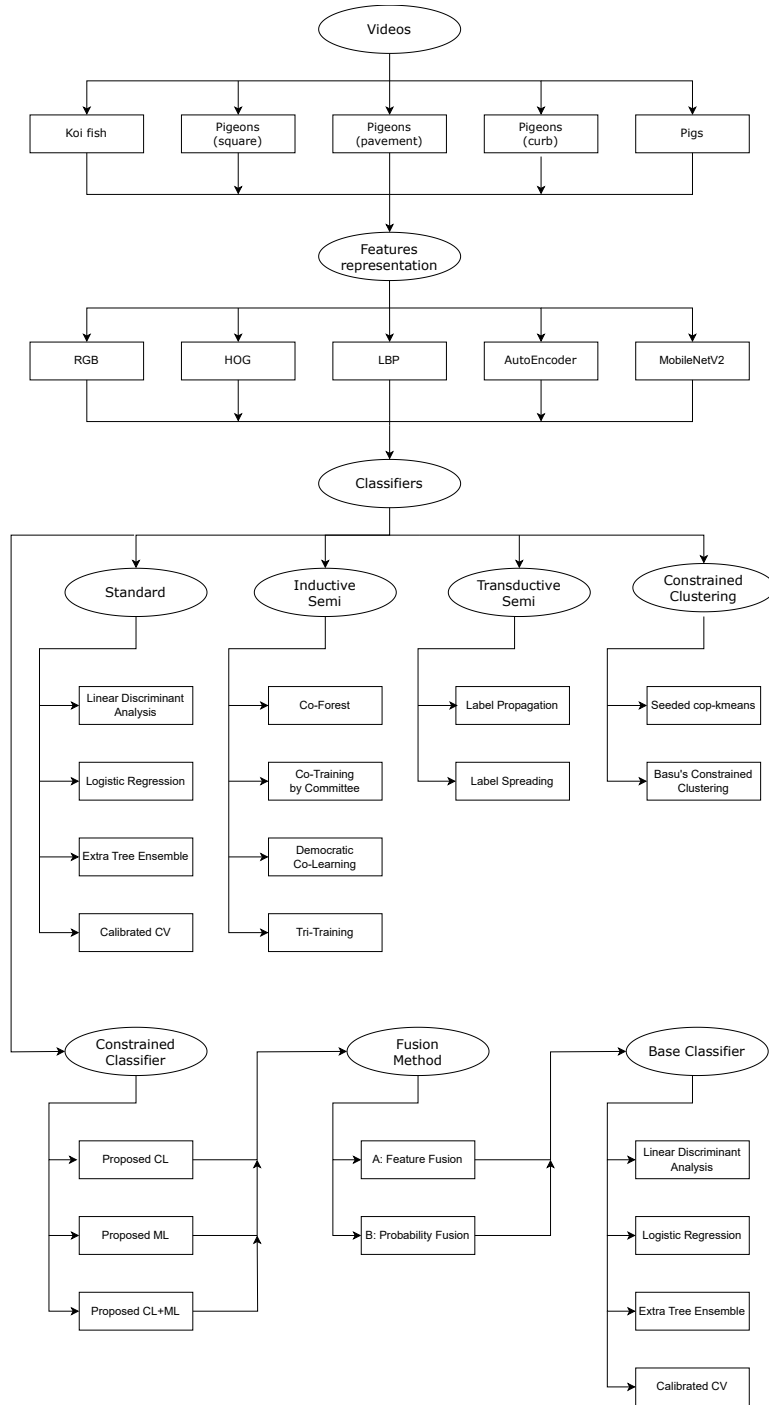 Videos
Koi fish
Pigeons
(square)
Pigeons
(pavement)
Pigeons
(curb)
Pigs
Features
representation
RGB
HOG
LBP
AutoEncoder
MobileNetV2
Classifiers
Standard
Inductive
Semi
Transductive
Semi
Constrained
Clustering
Linear Discriminant
Analysis
Logistic Regression
Extra Tree Ensemble
Calibrated CV
Co-Forest
Co-Training
by Committee
Democratic
Co-Learning
Tri-Training
Label Propagation
Label Spreading
Seeded cop-kmeans
Basu's Constrained
Clustering
Constrained
Classifier
Fusion
Method
Base Classifier
Proposed CL
Proposed ML
Proposed CL+ML
A: Feature Fusion
B: Probability Fusion
Linear Discriminant
Analysis
Logistic Regression
Extra Tree Ensemble
Calibrated CV